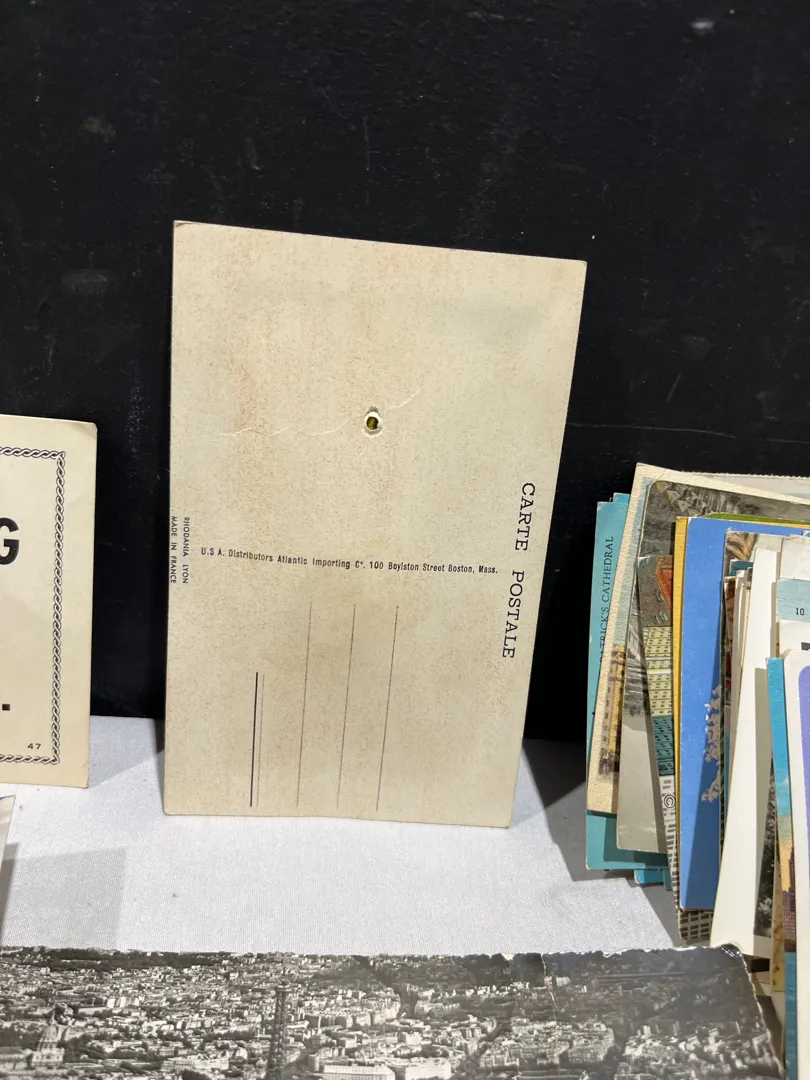 CARTE POSTALE
U.S A. Distributors Atlantic Importing Cº. 100 Boylston Street Boston, Mass.
RHODANIA LYON
MADE IN FRANCE
G
.
47
PATRICK'S CATHEDRAL
10